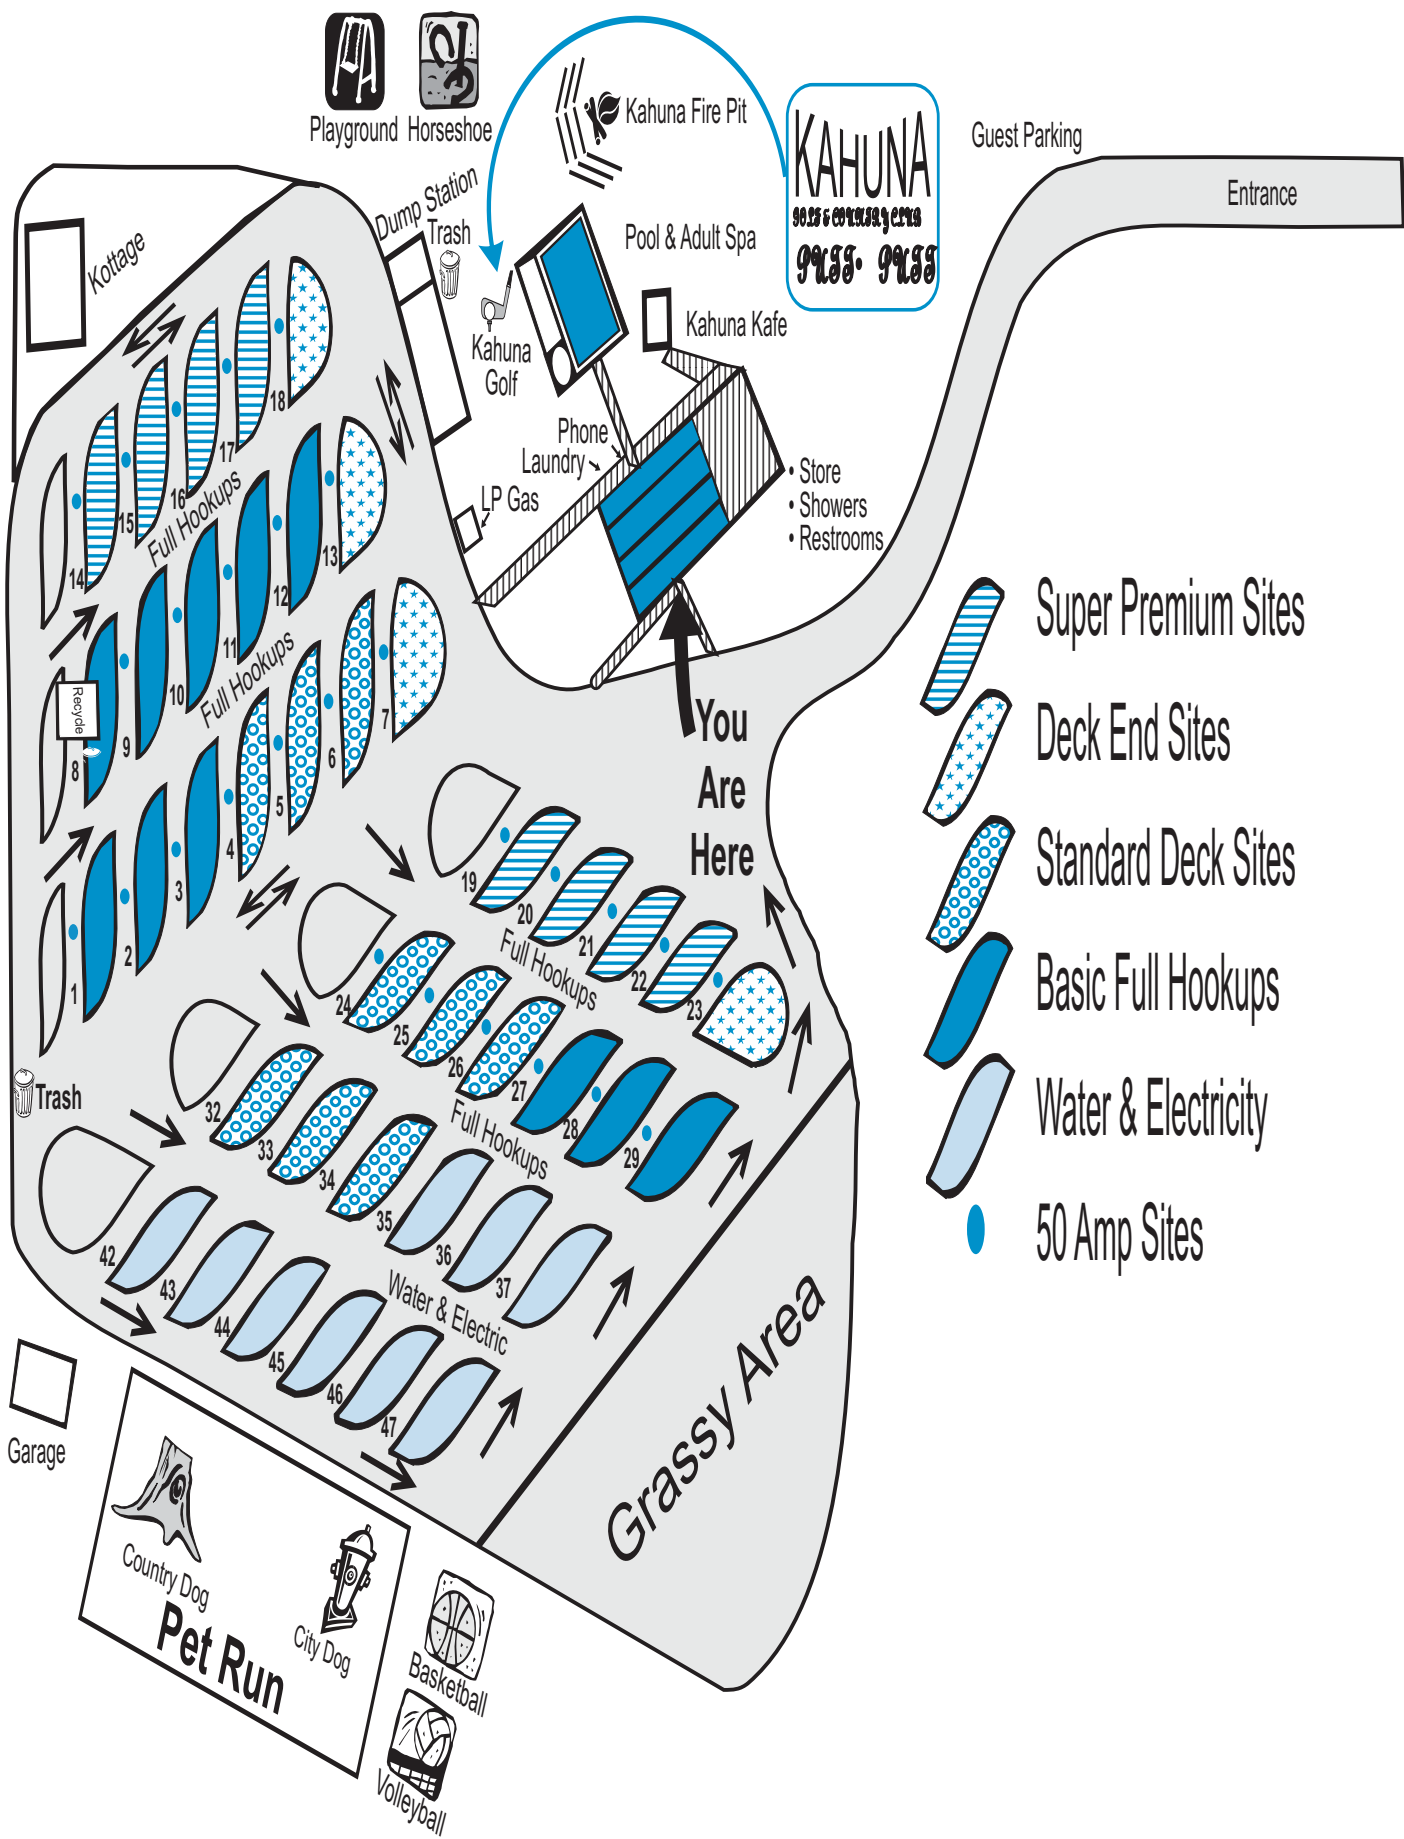 Playground
Horseshoe
Kahuna Fire Pit
KAHUNA
GOLF & COUNTRY CLUB
PUTT • PUTT
Guest Parking
Entrance
Dump Station
Trash
Pool & Adult Spa
Kottage
Kahuna Kafe
Kahuna
Golf
Phone
Laundry
LP Gas
• Store
• Showers
• Restrooms
18
17
16
15
14
Full Hookups
13
12
11
10
9
8
Recycle
Full Hookups
7
6
5
4
3
2
1
You
Are
Here
Super Premium Sites
Deck End Sites
Standard Deck Sites
Basic Full Hookups
Water & Electricity
50 Amp Sites
19
20
21
22
23
Full Hookups
24
25
26
27
28
29
Full Hookups
32
33
34
35
36
37
Water & Electric
Trash
42
43
44
45
46
47
Grassy Area
Garage
Country Dog
City Dog
Pet Run
Basketball
Volleyball